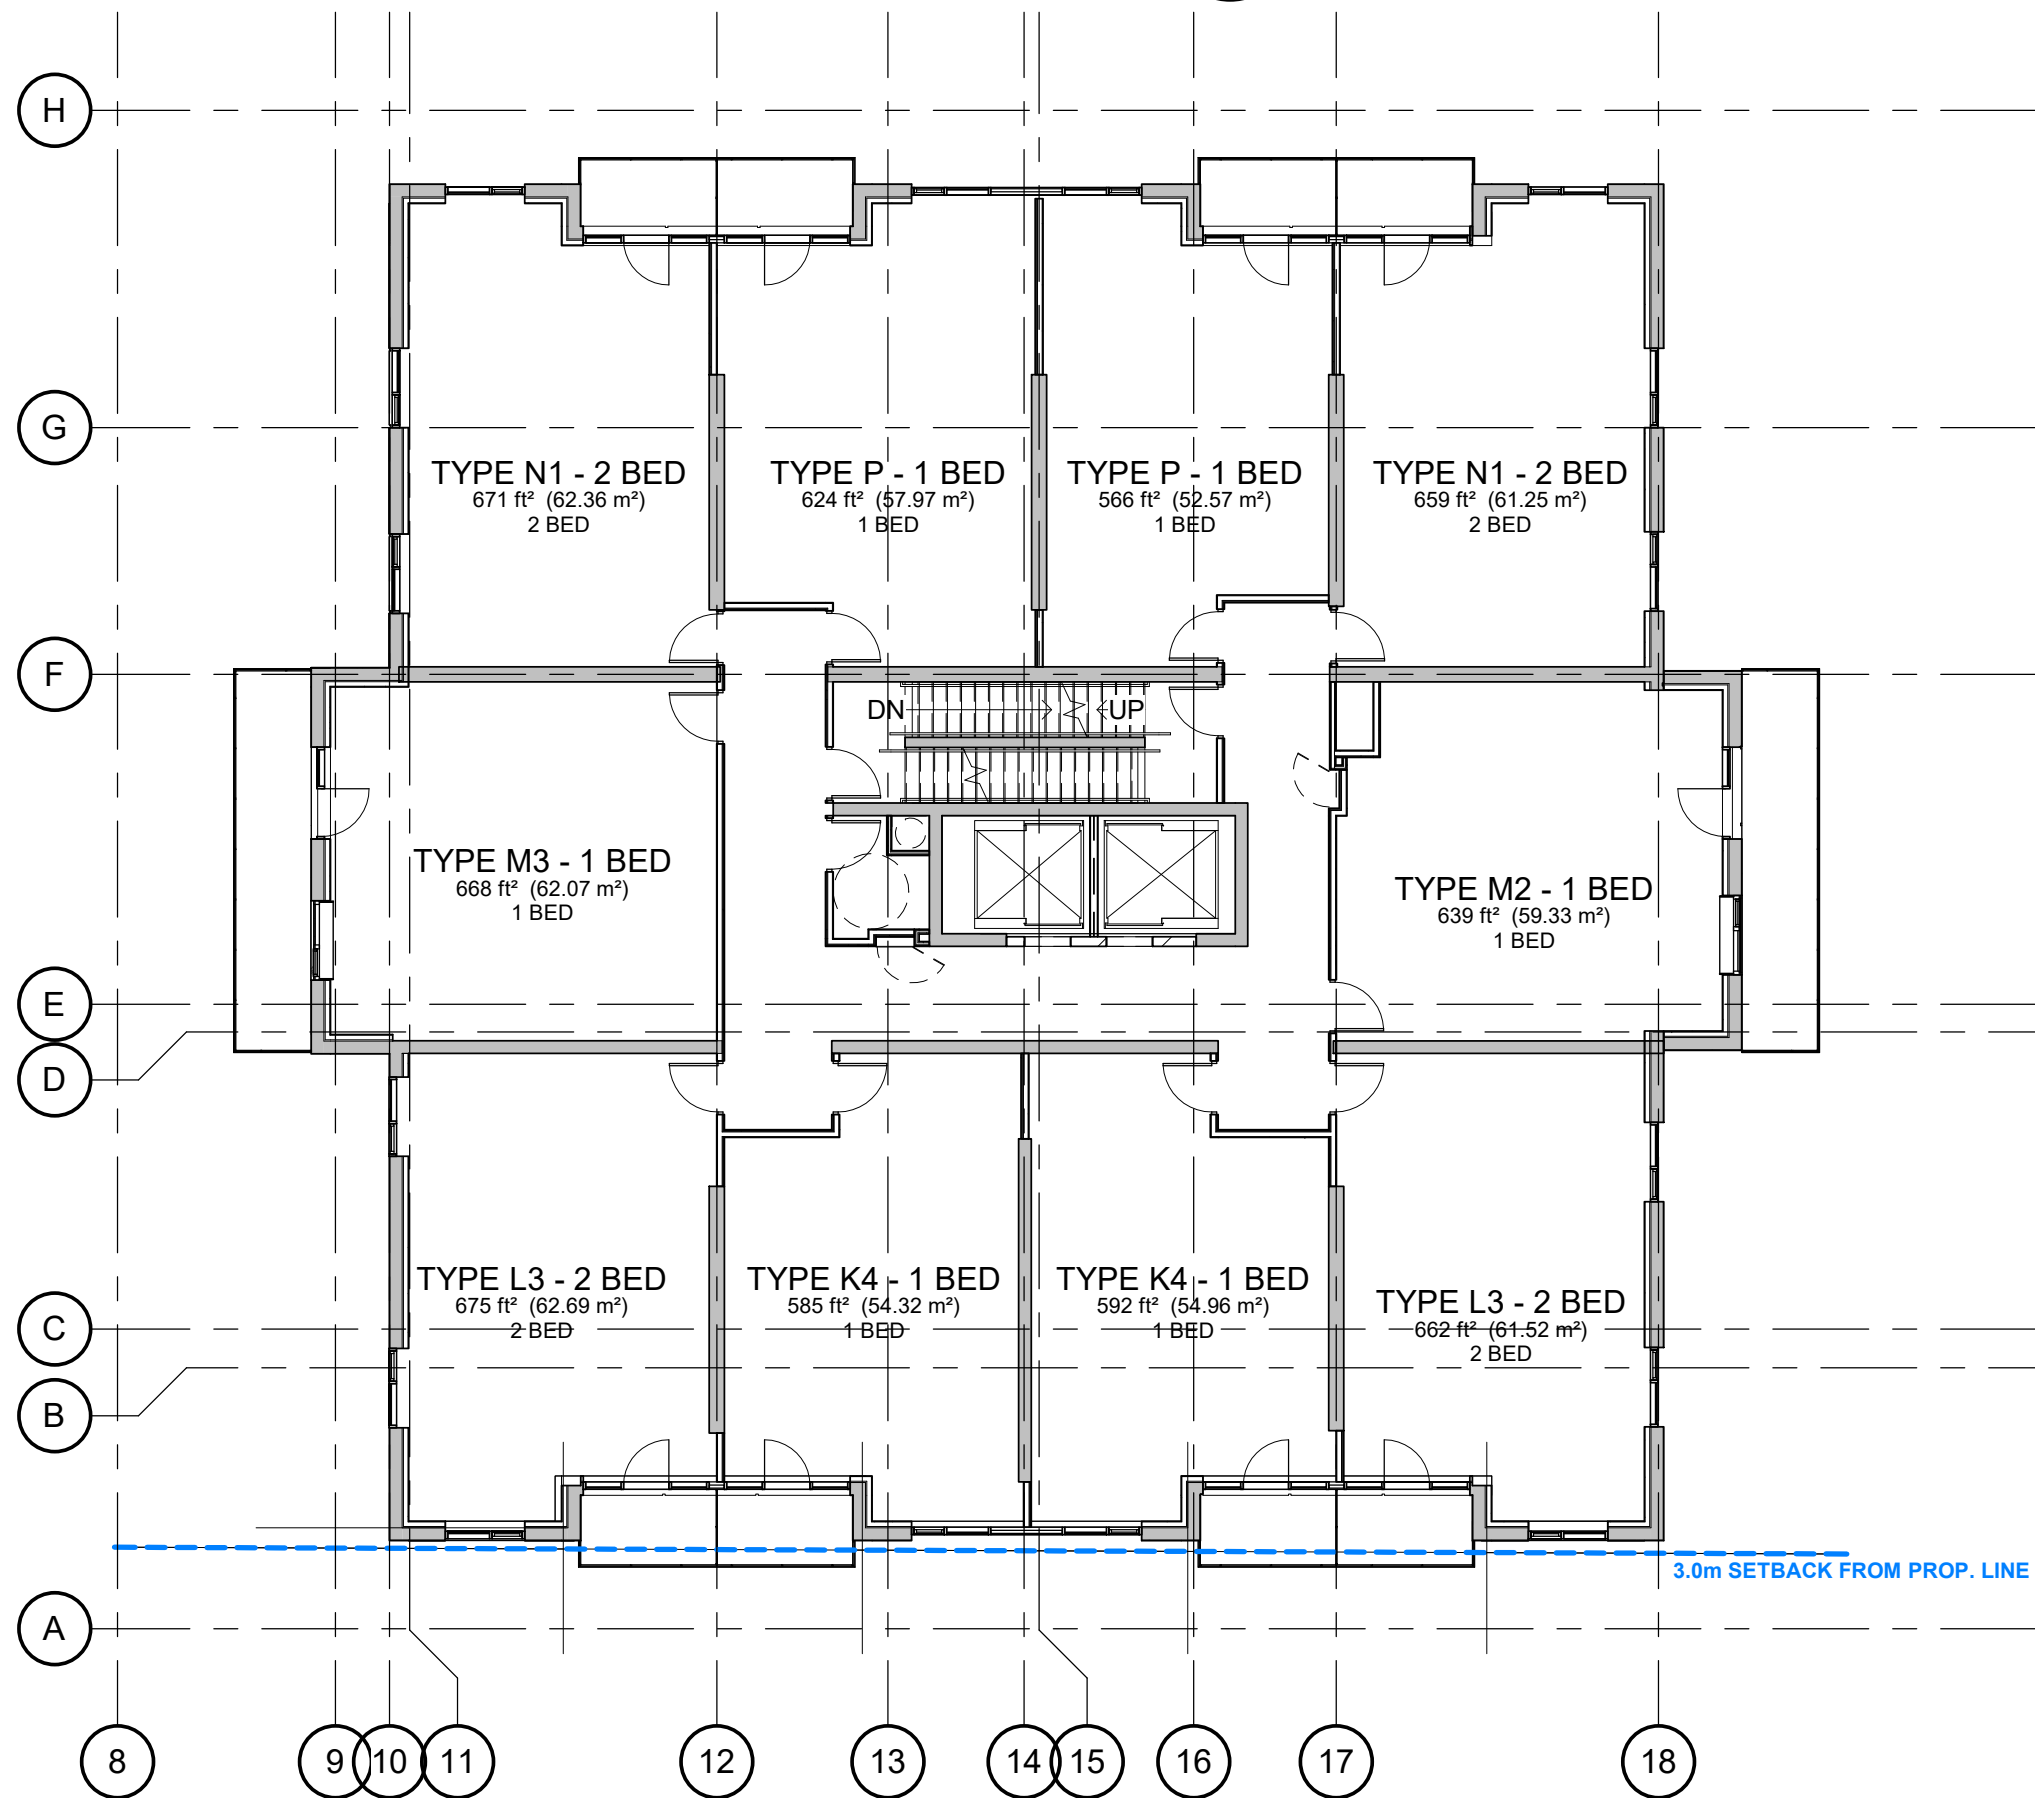 H
G
TYPE N1 - 2 BED
671 ft² (62.36 m²)
2 BED
TYPE P - 1 BED
624 ft² (57.97 m²)
1 BED
TYPE P - 1 BED
566 ft² (52.57 m²)
1 BED
TYPE N1 - 2 BED
659 ft² (61.25 m²)
2 BED
F
DN
UP
TYPE M3 - 1 BED
668 ft² (62.07 m²)
1 BED
TYPE M2 - 1 BED
639 ft² (59.33 m²)
1 BED
E
D
TYPE L3 - 2 BED
675 ft² (62.69 m²)
2 BED
TYPE K4 - 1 BED
585 ft² (54.32 m²)
1 BED
TYPE K4 - 1 BED
592 ft² (54.96 m²)
1 BED
TYPE L3 - 2 BED
662 ft² (61.52 m²)
2 BED
C
B
3.0m SETBACK FROM PROP. LINE
A
8 9 10 11 12 13 14 15 16 17 18